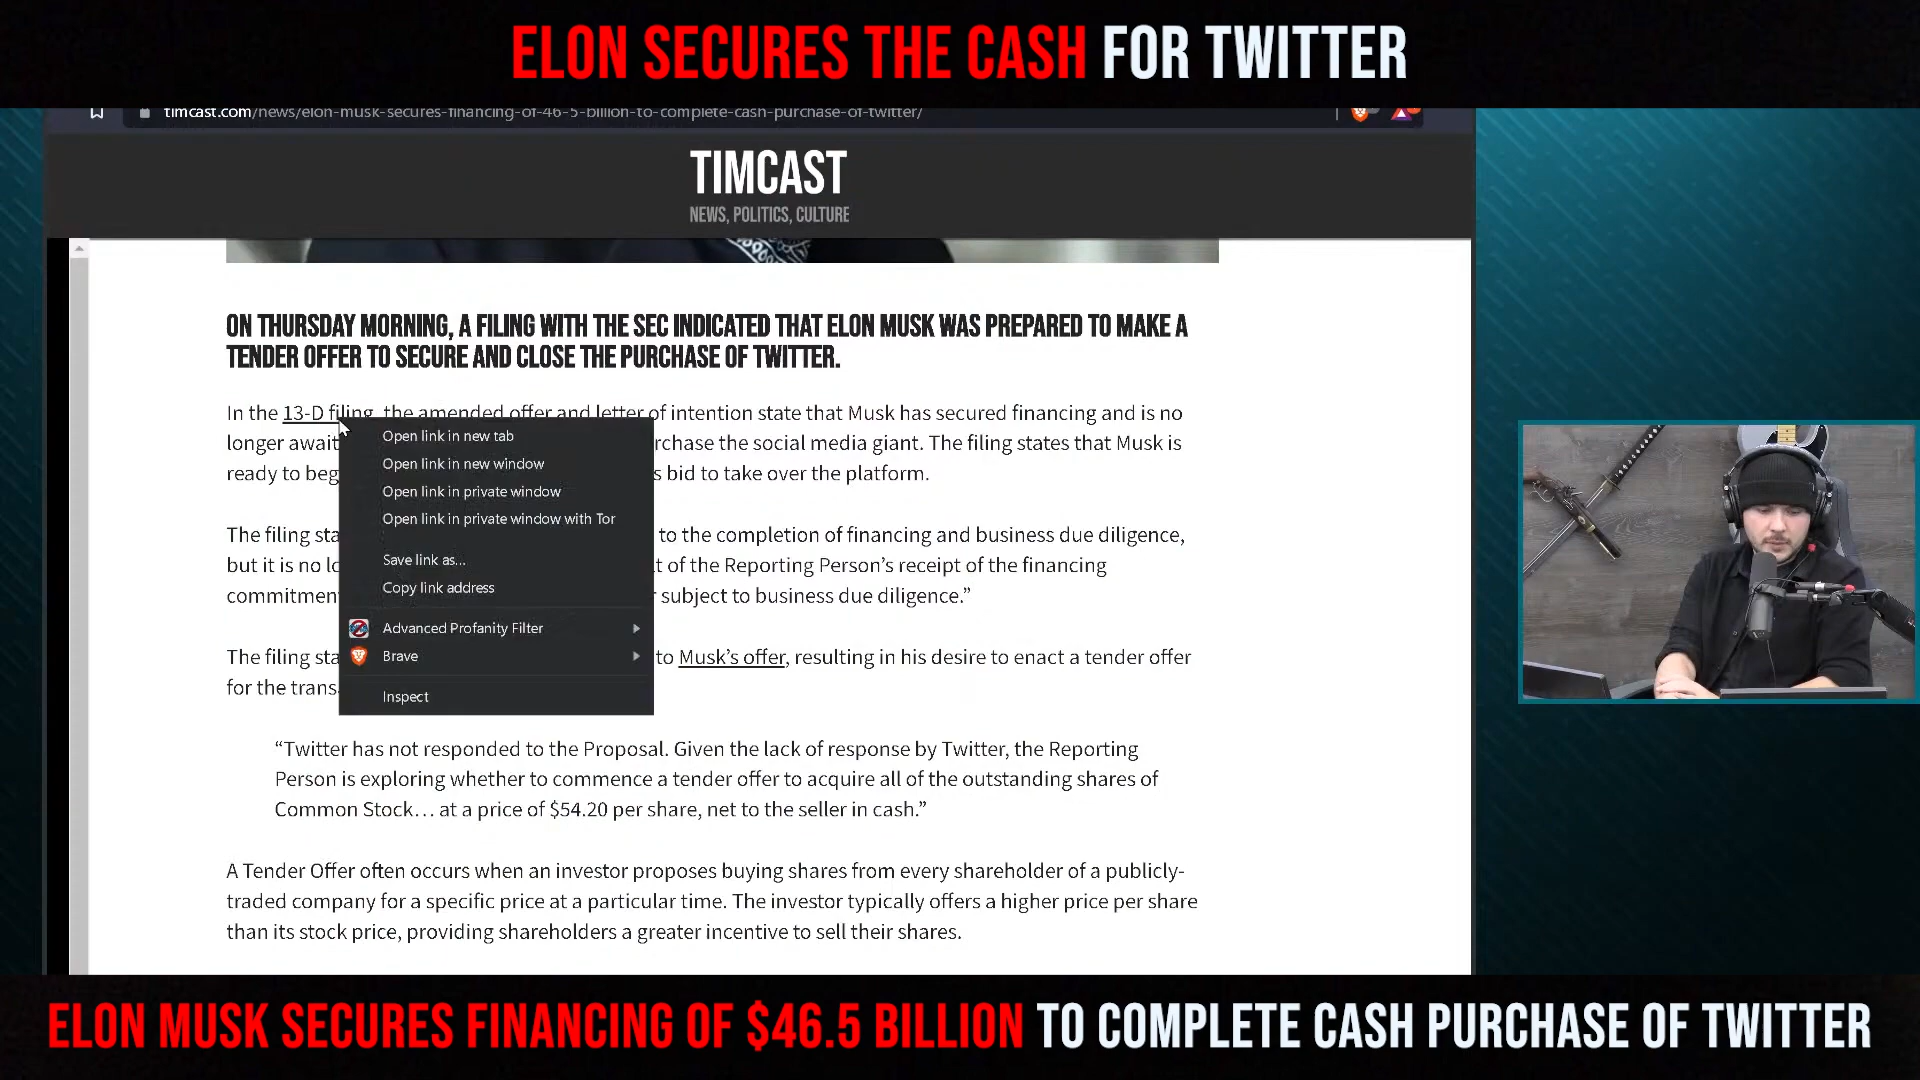 ELON SECURES THE CASH FOR TWITTER
timcast.com/news/elon-musk-secures-financing-of-46-5-billion-to-complete-cash-purchase-of-twitter/
TIMCAST
NEWS, POLITICS, CULTURE
ON THURSDAY MORNING, A FILING WITH THE SEC INDICATED THAT ELON MUSK WAS PREPARED TO MAKE A
TENDER OFFER TO SECURE AND CLOSE THE PURCHASE OF TWITTER.
In the 13-D filing, the amended offer and letter of intention state that Musk has secured financing and is no
longer await rchase the social media giant. The filing states that Musk is
ready to beg s bid to take over the platform.
The filing sta to the completion of financing and business due diligence,
but it is no lo t of the Reporting Person's receipt of the financing
commitmen r subject to business due diligence.”
The filing sta to Musk's offer, resulting in his desire to enact a tender offer
for the trans
Open link in new tab
Open link in new window
Open link in private window
Open link in private window with Tor
Save link as...
Copy link address
Advanced Profanity Filter
Brave
Inspect
“Twitter has not responded to the Proposal. Given the lack of response by Twitter, the Reporting
Person is exploring whether to commence a tender offer to acquire all of the outstanding shares of
Common Stock… at a price of $54.20 per share, net to the seller in cash.”
A Tender Offer often occurs when an investor proposes buying shares from every shareholder of a publicly-
traded company for a specific price at a particular time. The investor typically offers a higher price per share
than its stock price, providing shareholders a greater incentive to sell their shares.
ELON MUSK SECURES FINANCING OF $46.5 BILLION TO COMPLETE CASH PURCHASE OF TWITTER